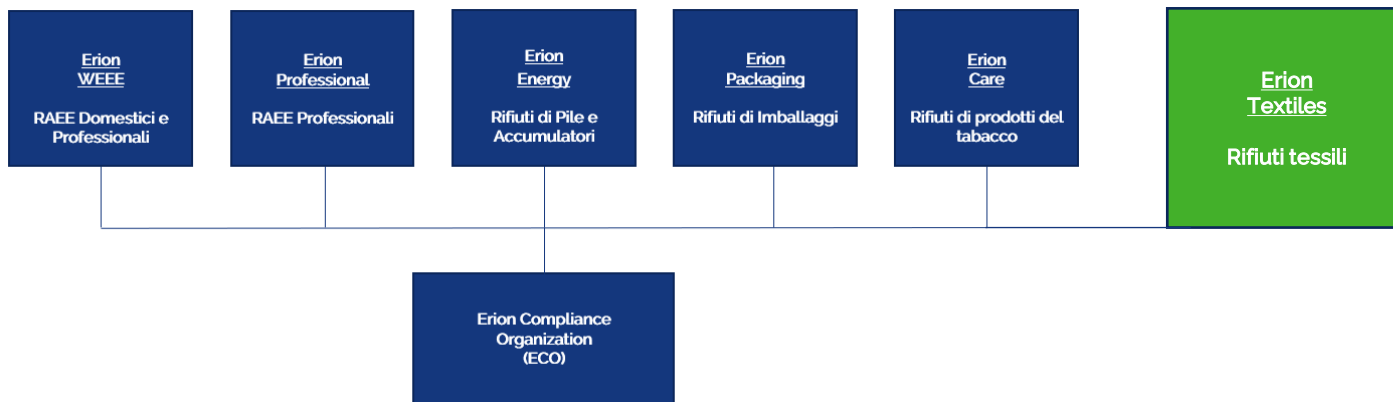 Erion
WEEE
RAEE Domestici e
Professionali
Erion
Professional
RAEE Professionali
Erion
Energy
Rifiuti di Pile e
Accumulatori
Erion
Packaging
Rifiuti di Imballaggi
Erion
Care
Rifiuti di prodotti del
tabacco
Erion
Textiles
Rifiuti tessili
Erion Compliance
Organization
(ECO)